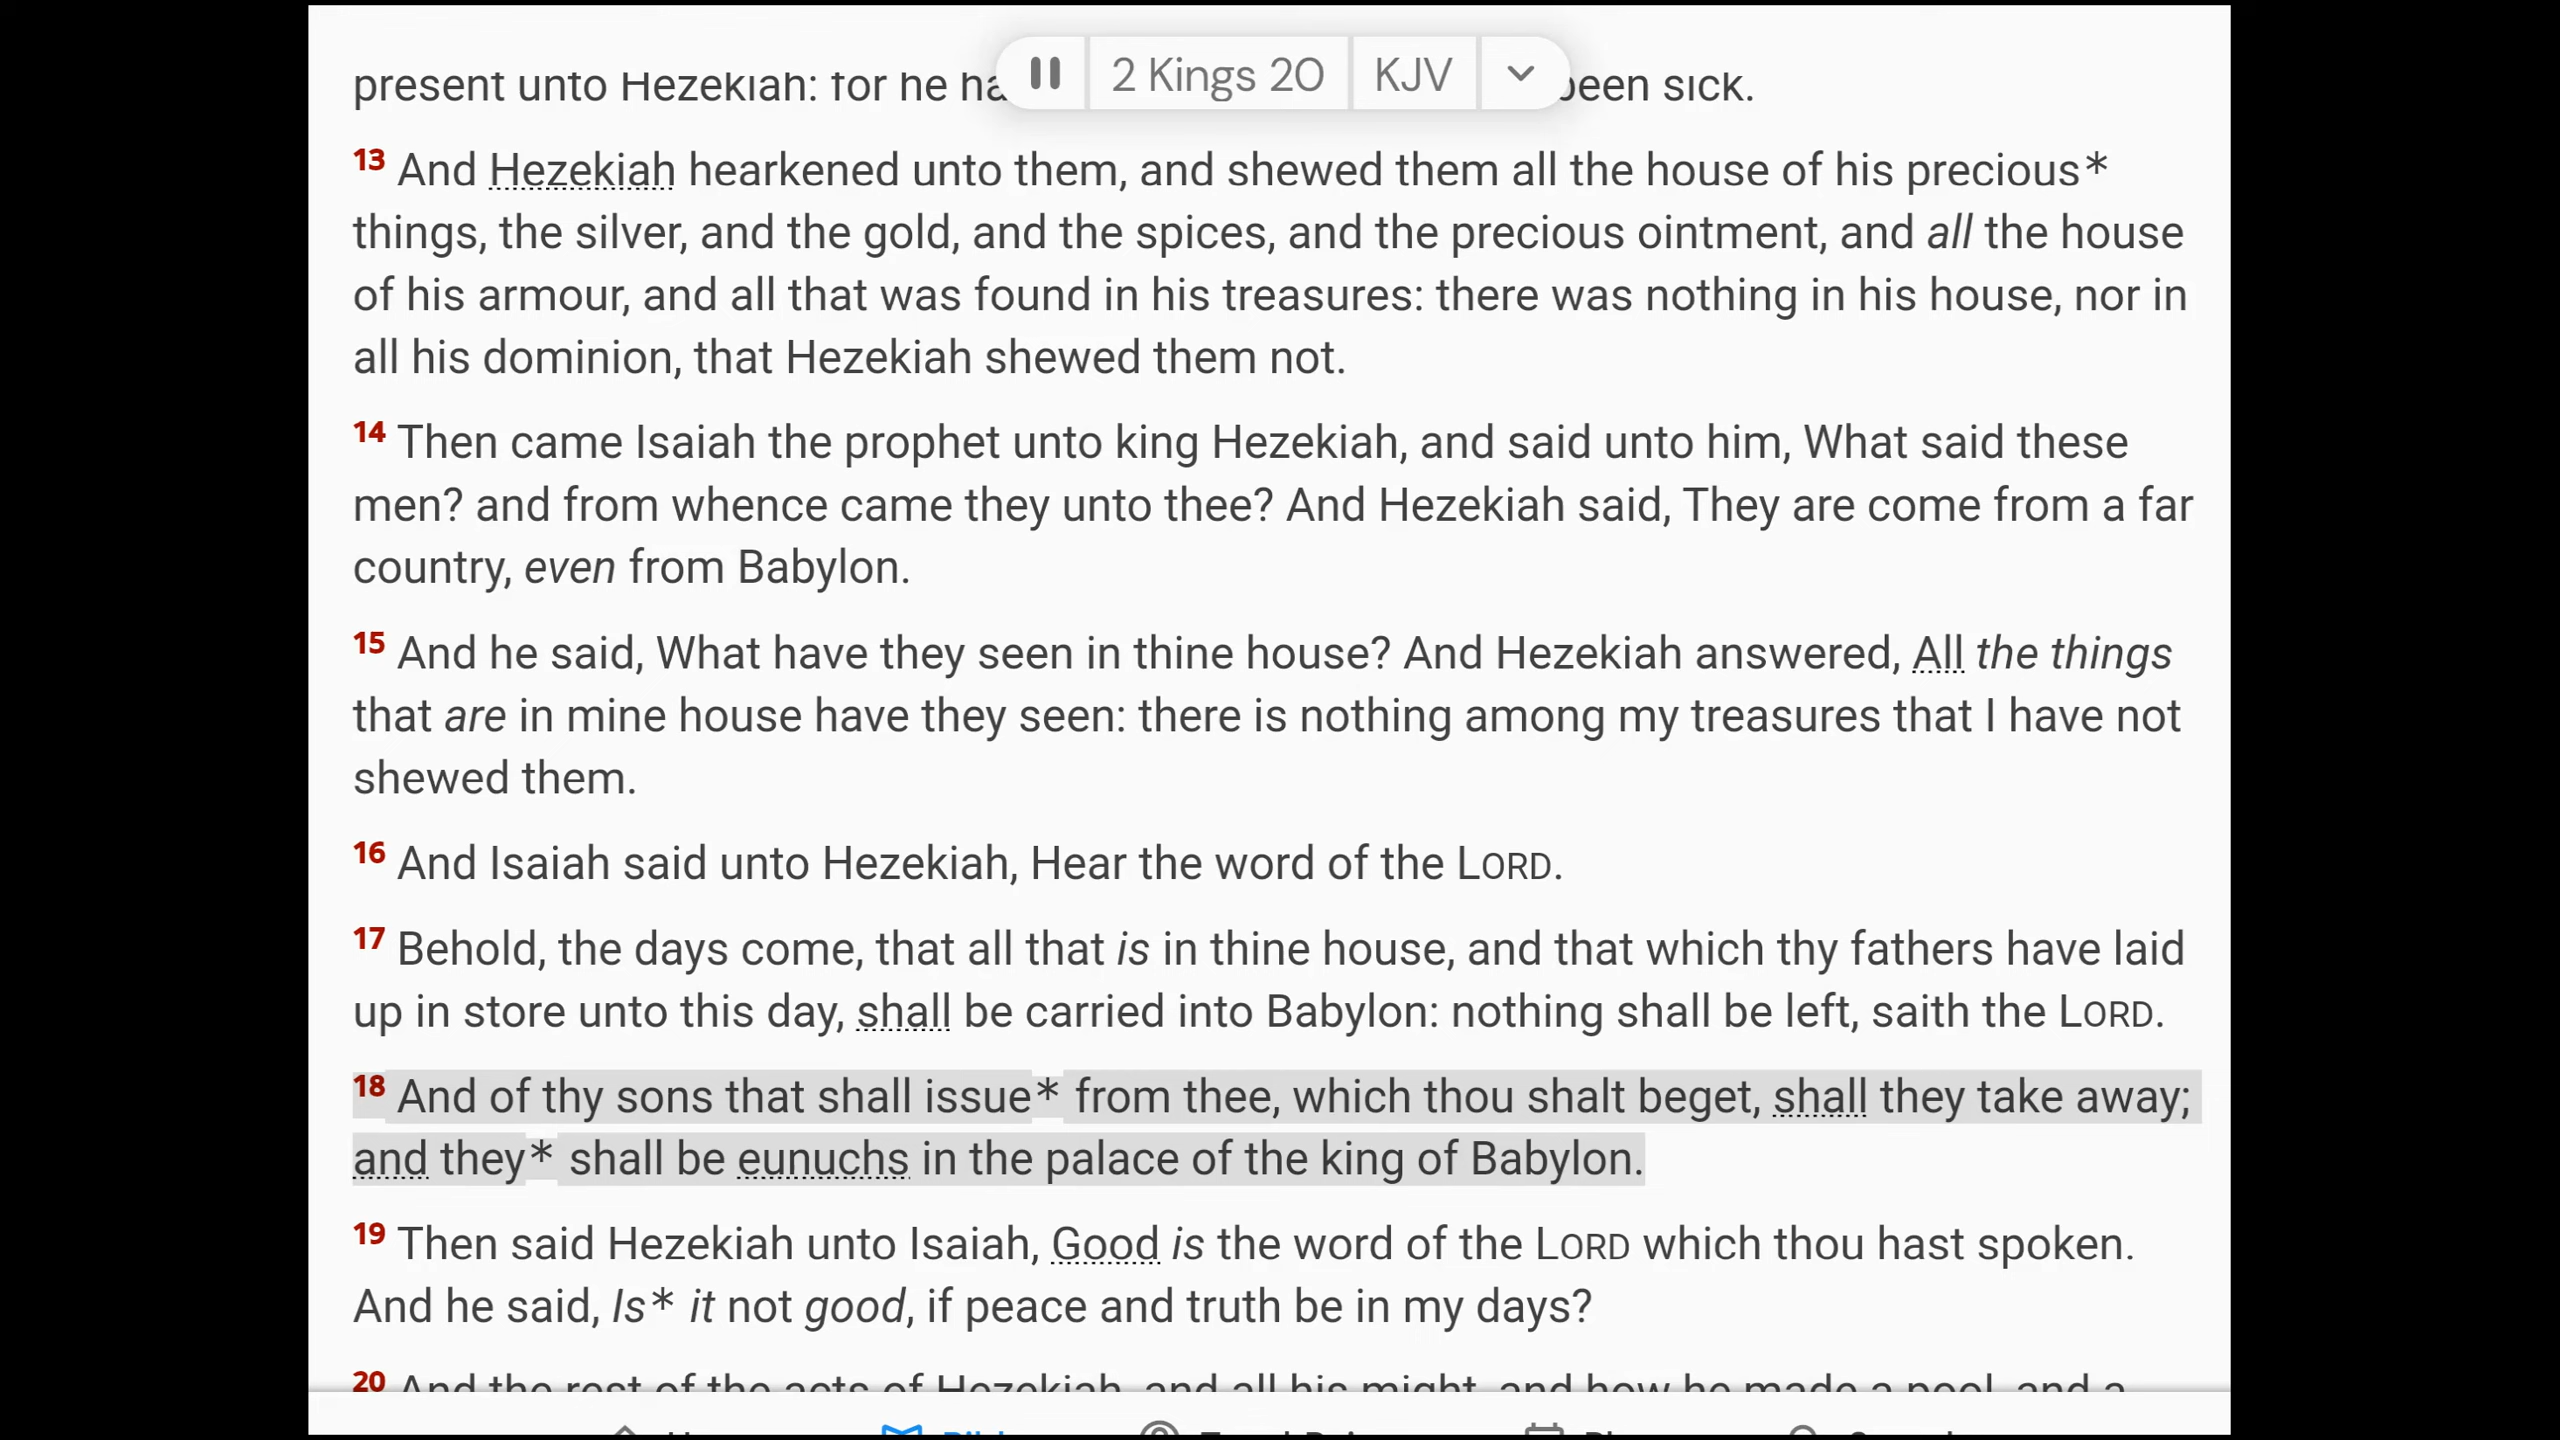 2 Kings 20 KJV
present unto Hezekiah: for he ha been sick.
13 And Hezekiah hearkened unto them, and shewed them all the house of his precious*
things, the silver, and the gold, and the spices, and the precious ointment, and all the house
of his armour, and all that was found in his treasures: there was nothing in his house, nor in
all his dominion, that Hezekiah shewed them not.
14 Then came Isaiah the prophet unto king Hezekiah, and said unto him, What said these
men? and from whence came they unto thee? And Hezekiah said, They are come from a far
country, even from Babylon.
15 And he said, What have they seen in thine house? And Hezekiah answered, All the things
that are in mine house have they seen: there is nothing among my treasures that I have not
shewed them.
16 And Isaiah said unto Hezekiah, Hear the word of the LORD.
17 Behold, the days come, that all that is in thine house, and that which thy fathers have laid
up in store unto this day, shall be carried into Babylon: nothing shall be left, saith the LORD.
18 And of thy sons that shall issue* from thee, which thou shalt beget, shall they take away;
and they* shall be eunuchs in the palace of the king of Babylon.
19 Then said Hezekiah unto Isaiah, Good is the word of the LORD which thou hast spoken.
And he said, Is* it not good, if peace and truth be in my days?
20 And the rest of the acts of Hezekiah, and all his might, and how he made a pool, and a